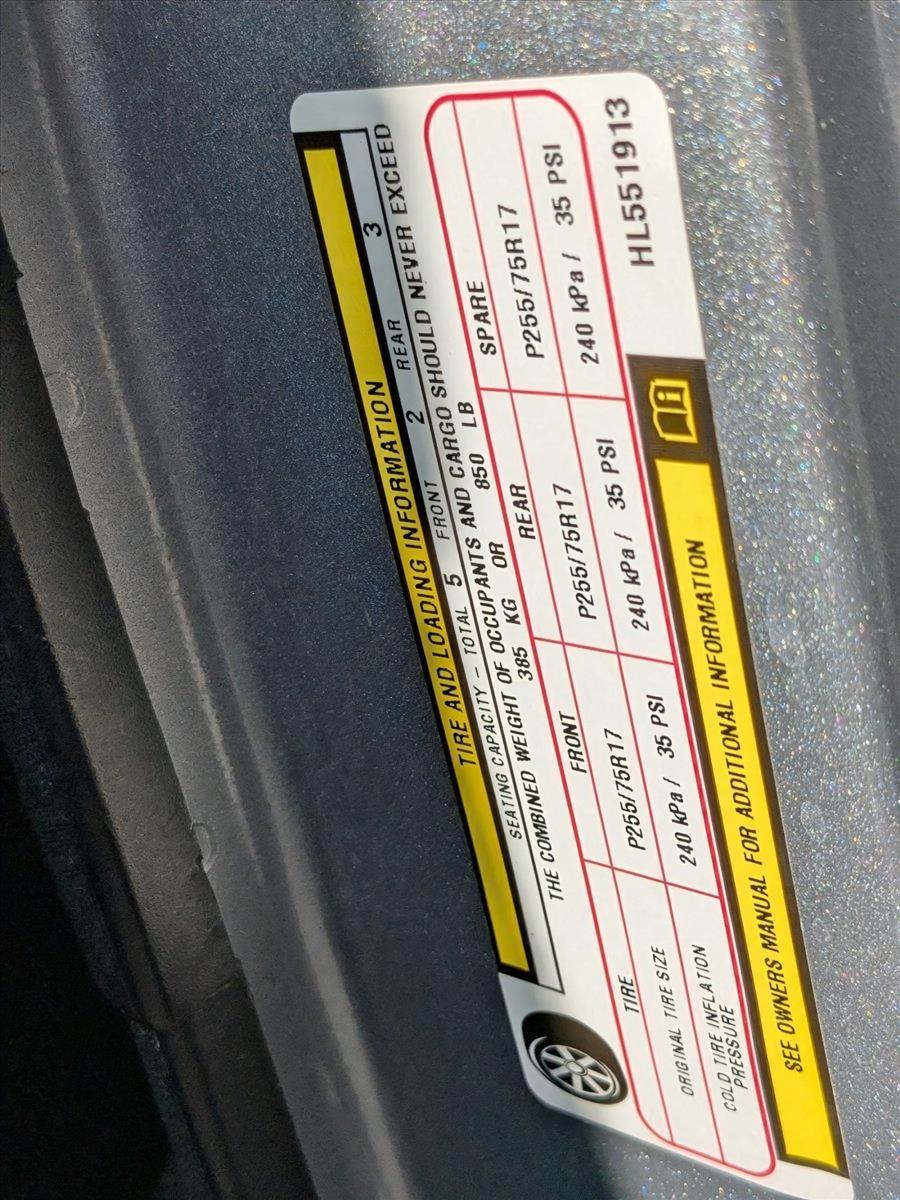 TIRE AND LOADING INFORMATION
SEATING CAPACITY – TOTAL 5 FRONT 2 REAR 3
THE COMBINED WEIGHT OF OCCUPANTS AND CARGO SHOULD NEVER EXCEED
385 KG OR 850 LB
TIRE FRONT REAR SPARE
ORIGINAL TIRE SIZE P255/75R17 P255/75R17 P255/75R17
COLD TIRE INFLATION PRESSURE 240 kPa / 35 PSI 240 kPa / 35 PSI 240 kPa / 35 PSI
SEE OWNERS MANUAL FOR ADDITIONAL INFORMATION
HL551913